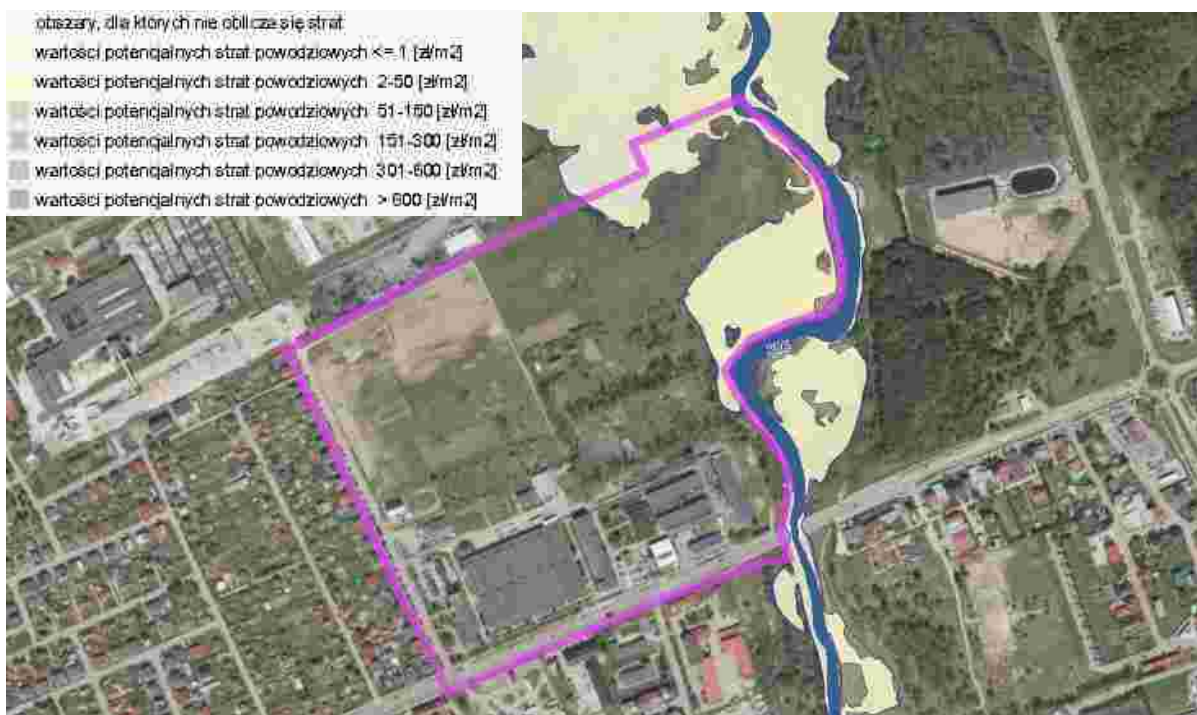 obszary, dla których nie oblicza się strat
wartości potencjalnych strat powodziowych <= 1 [zł/m2]
wartości potencjalnych strat powodziowych 2-50 [zł/m2]
wartości potencjalnych strat powodziowych 51-150 [zł/m2]
wartości potencjalnych strat powodziowych 151-300 [zł/m2]
wartości potencjalnych strat powodziowych 301-600 [zł/m2]
wartości potencjalnych strat powodziowych > 600 [zł/m2]